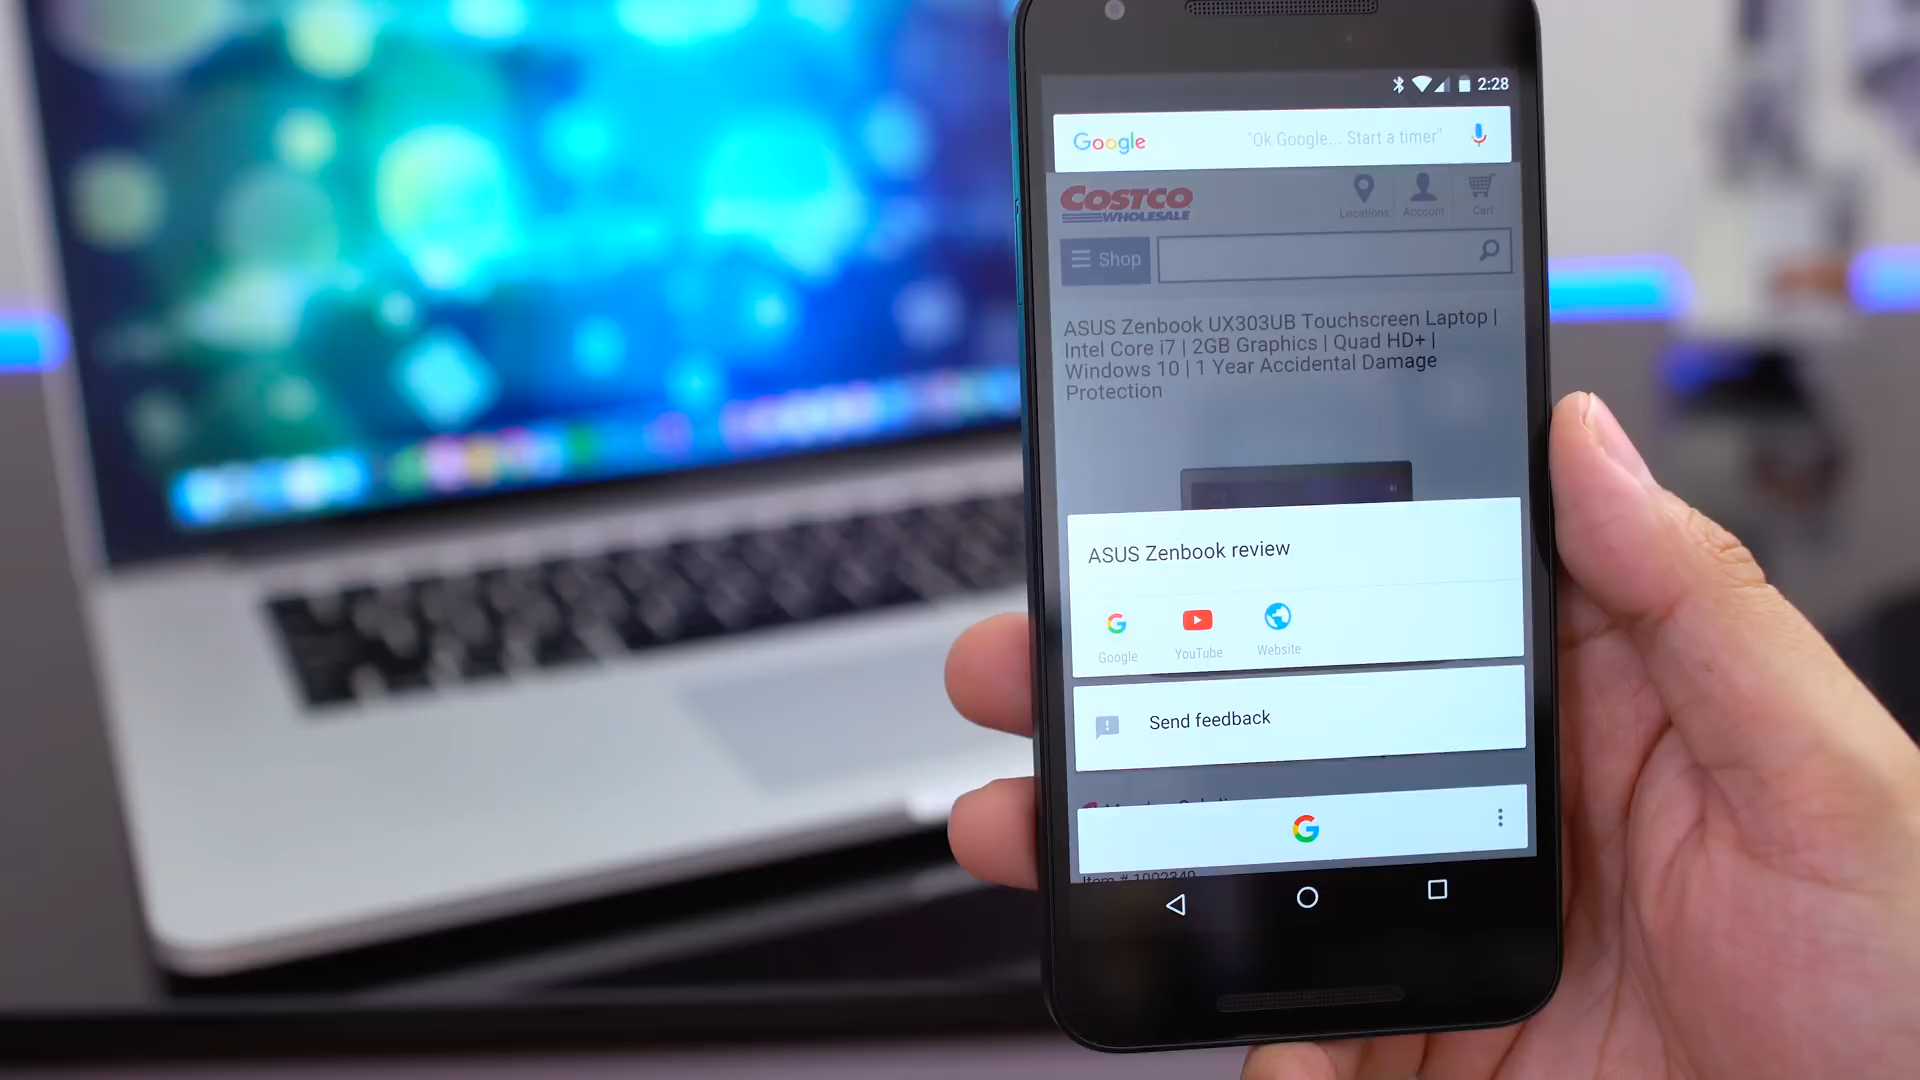 2:28
Google "Ok Google... Start a timer"
COSTCO
WHOLESALE
Locations Account Cart
Shop
ASUS Zenbook UX303UB Touchscreen Laptop |
Intel Core i7 | 2GB Graphics | Quad HD+ |
Windows 10 | 1 Year Accidental Damage
Protection
ASUS Zenbook review
Google YouTube Website
Send feedback
G
Item # 1002349